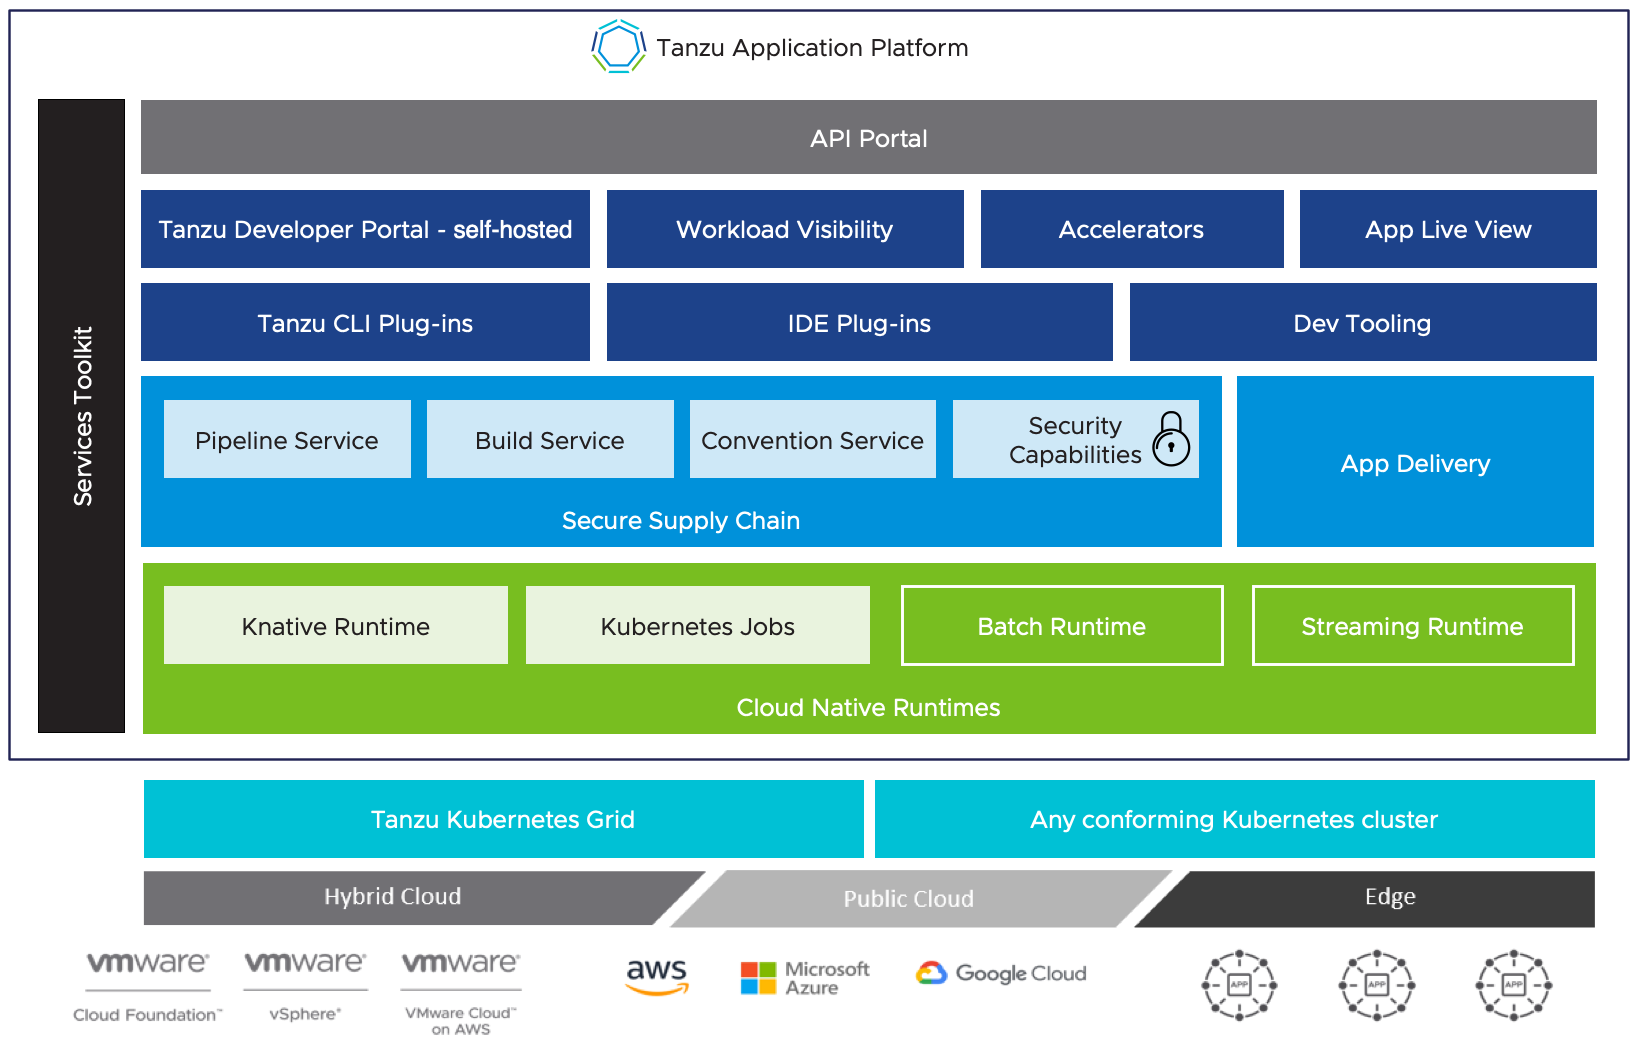 Tanzu Application Platform
Services Toolkit
API Portal
Tanzu Developer Portal - self-hosted
Workload Visibility
Accelerators
App Live View
Tanzu CLI Plug-ins
IDE Plug-ins
Dev Tooling
Pipeline Service
Build Service
Convention Service
Security
Capabilities
Secure Supply Chain
App Delivery
Knative Runtime
Kubernetes Jobs
Batch Runtime
Streaming Runtime
Cloud Native Runtimes
Tanzu Kubernetes Grid
Any conforming Kubernetes cluster
Hybrid Cloud
Public Cloud
Edge
vmware®
Cloud Foundation™
vmware®
vSphere®
vmware®
VMware Cloud™
on AWS
aws
Microsoft
Azure
Google Cloud
APP
APP
APP